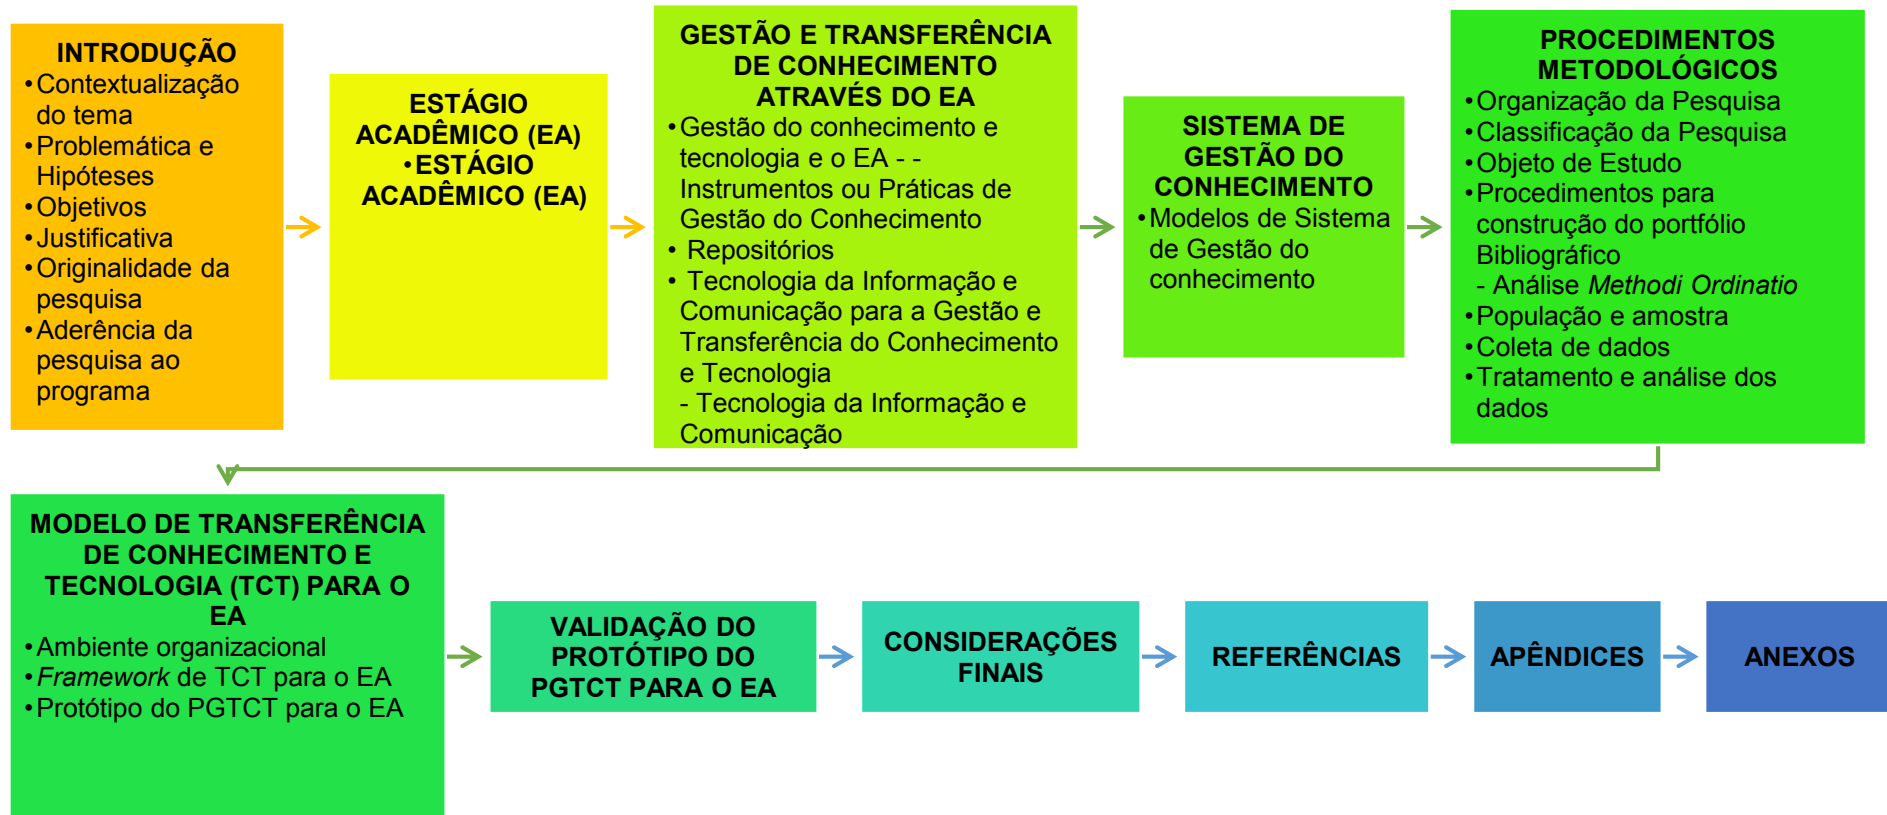 INTRODUÇÃO
•Contextualização
do tema
•Problemática e
Hipóteses
•Objetivos
•Justificativa
•Originalidade da
pesquisa
•Aderência da
pesquisa ao
programa
ESTÁGIO
ACADÊMICO (EA)
•ESTÁGIO
ACADÊMICO (EA)
GESTÃO E TRANSFERÊNCIA
DE CONHECIMENTO
ATRAVÉS DO EA
•Gestão do conhecimento e
tecnologia e o EA - -
Instrumentos ou Práticas de
Gestão do Conhecimento
• Repositórios
• Tecnologia da Informação e
Comunicação para a Gestão e
Transferência do Conhecimento
e Tecnologia
- Tecnologia da Informação e
Comunicação
SISTEMA DE
GESTÃO DO
CONHECIMENTO
•Modelos de Sistema
de Gestão do
conhecimento
PROCEDIMENTOS
METODOLÓGICOS
•Organização da Pesquisa
•Classificação da Pesquisa
•Objeto de Estudo
•Procedimentos para
construção do portfólio
Bibliográfico
- Análise Methodi Ordinatio
•População e amostra
•Coleta de dados
•Tratamento e análise dos
dados
MODELO DE TRANSFERÊNCIA
DE CONHECIMENTO E
TECNOLOGIA (TCT) PARA O
EA
•Ambiente organizacional
•Framework de TCT para o EA
•Protótipo do PGTCT para o EA
VALIDAÇÃO DO
PROTÓTIPO DO
PGTCT PARA O EA
CONSIDERAÇÕES
FINAIS
REFERÊNCIAS
APÊNDICES
ANEXOS